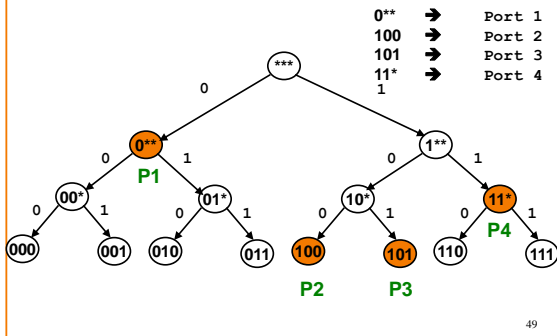 0** ➔ Port 1
100 ➔ Port 2
101 ➔ Port 3
11* ➔ Port 4
***
0 1
0** 1**
P1
0 1 0 1
00* 01* 10* 11*
P4
0 1 0 1 0 1 0 1
000 001 010 011 100 101 110 111
P2 P3
49